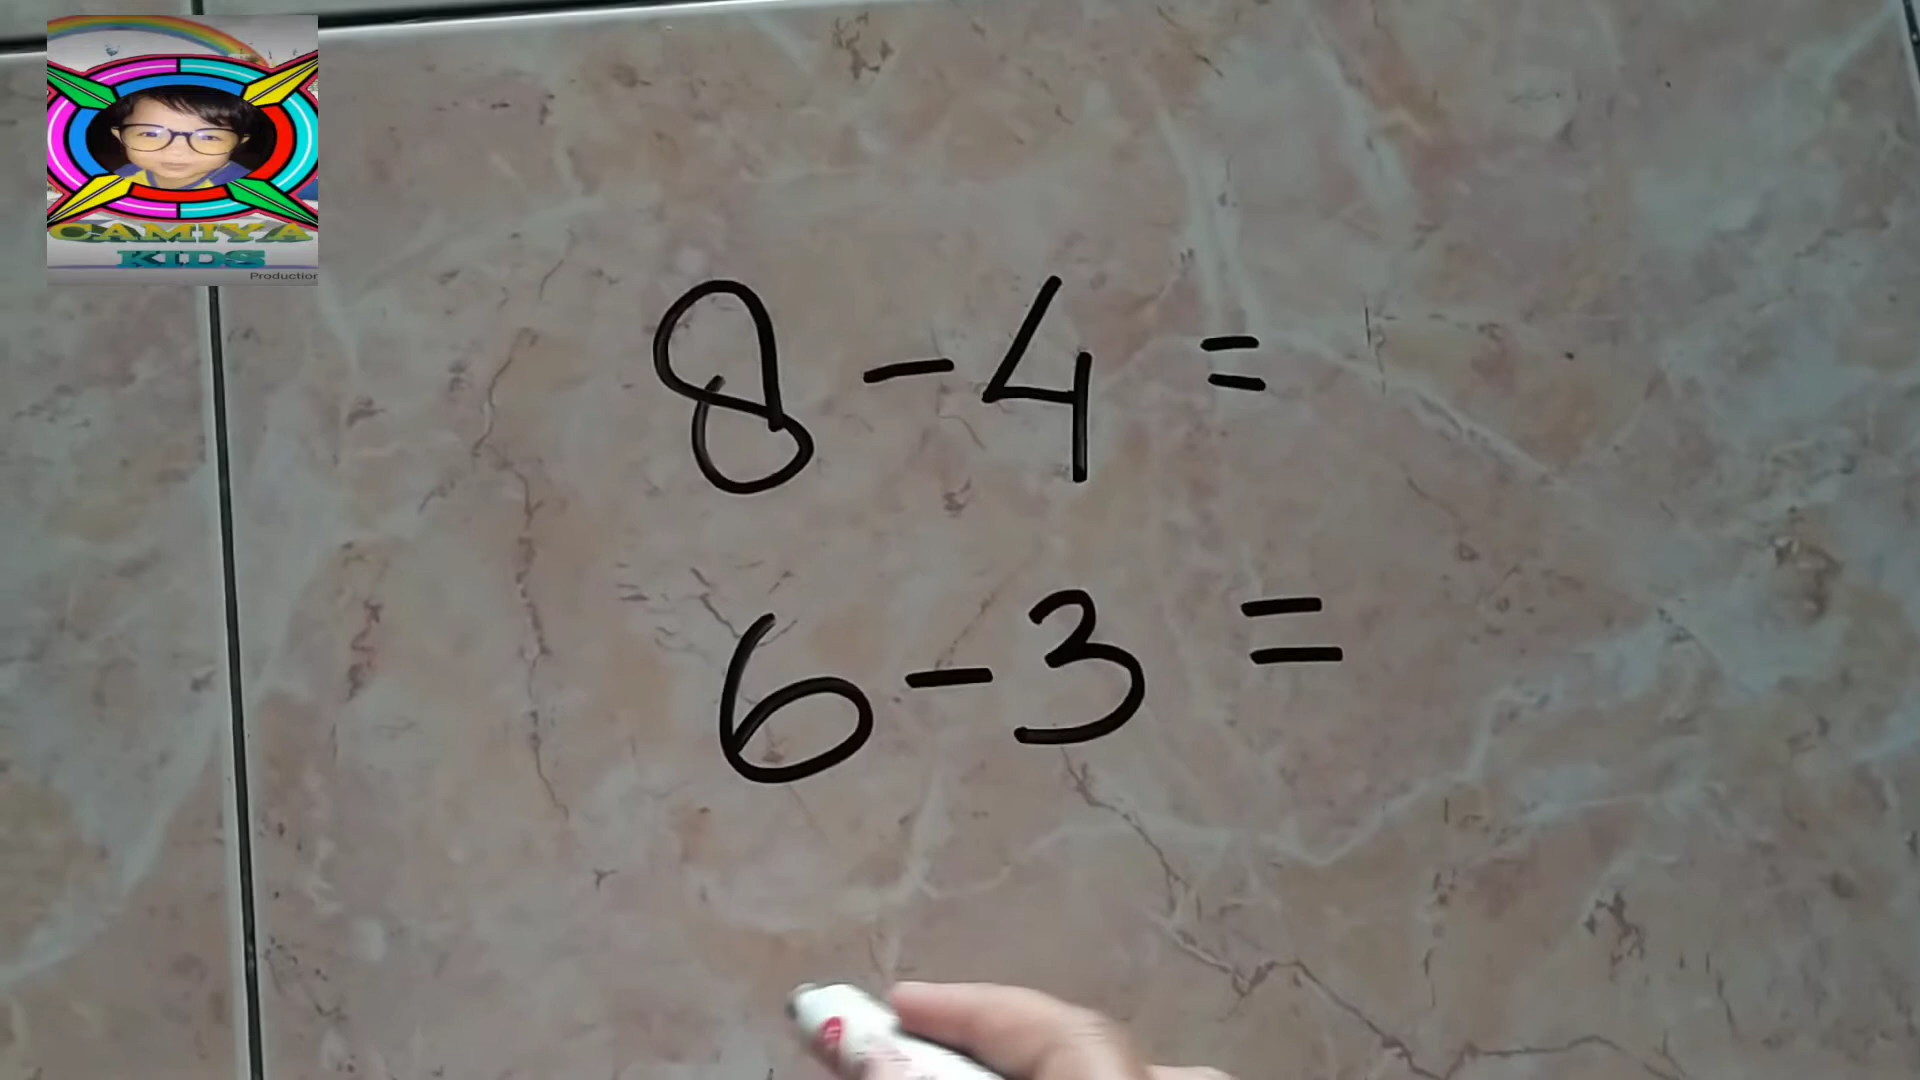 CAMIYA
KIDS
Production
8 - 4 =
6 - 3 =